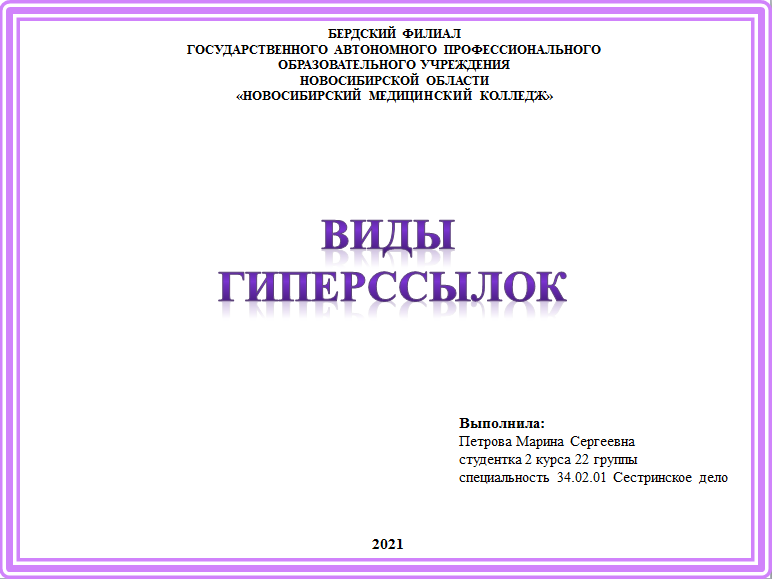 БЕРДСКИЙ ФИЛИАЛ
ГОСУДАРСТВЕННОГО АВТОНОМНОГО ПРОФЕССИОНАЛЬНОГО
ОБРАЗОВАТЕЛЬНОГО УЧРЕЖДЕНИЯ
НОВОСИБИРСКОЙ ОБЛАСТИ
«НОВОСИБИРСКИЙ МЕДИЦИНСКИЙ КОЛЛЕДЖ»
ВИДЫ
ГИПЕРССЫЛОК
Выполнила:
Петрова Марина Сергеевна
студентка 2 курса 22 группы
специальность 34.02.01 Сестринское дело
2021